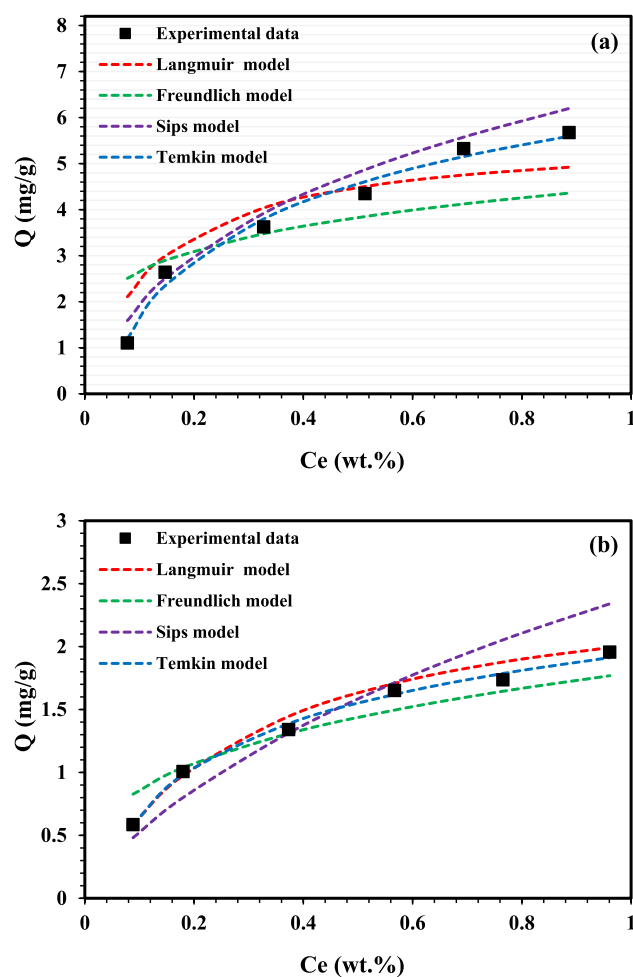 (a)
Experimental data
Langmuir model
Freundlich model
Sips model
Temkin model
Q (mg/g)
8
7
6
5
4
3
2
1
0
0 0.2 0.4 0.6 0.8 1
Ce (wt.%)
(b)
Experimental data
Langmuir model
Freundlich model
Sips model
Temkin model
Q (mg/g)
3
2.5
2
1.5
1
0.5
0
0 0.2 0.4 0.6 0.8 1
Ce (wt.%)